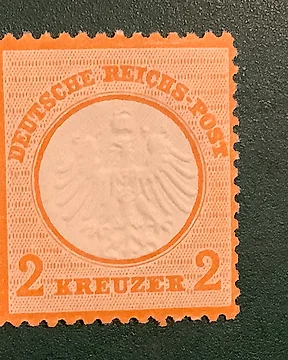 DEUTSCHE REICHS-POST
2 KREUZER 2